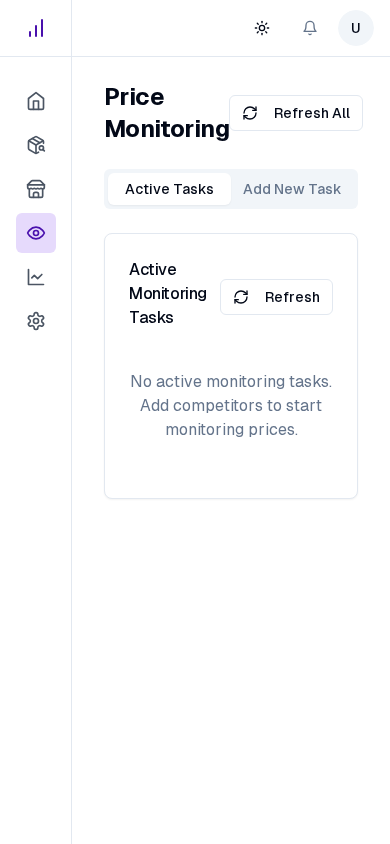 U
Price
Monitoring
Refresh All
Active Tasks
Add New Task
Active
Monitoring
Tasks
Refresh
No active monitoring tasks.
Add competitors to start
monitoring prices.